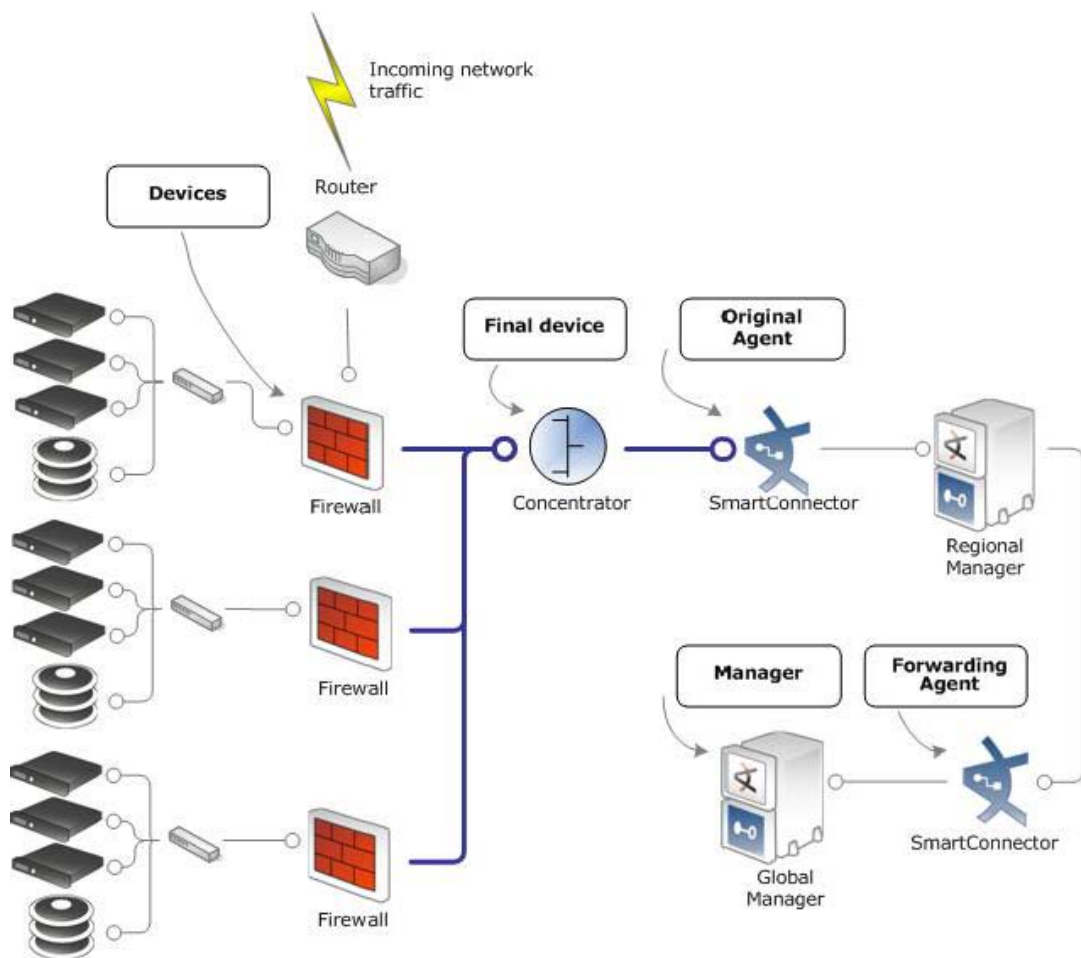 Incoming network
traffic
Devices
Router
Final device
Original
Agent
Firewall
Concentrator
SmartConnector
Regional
Manager
Firewall
Manager
Forwarding
Agent
SmartConnector
Global
Manager
Firewall